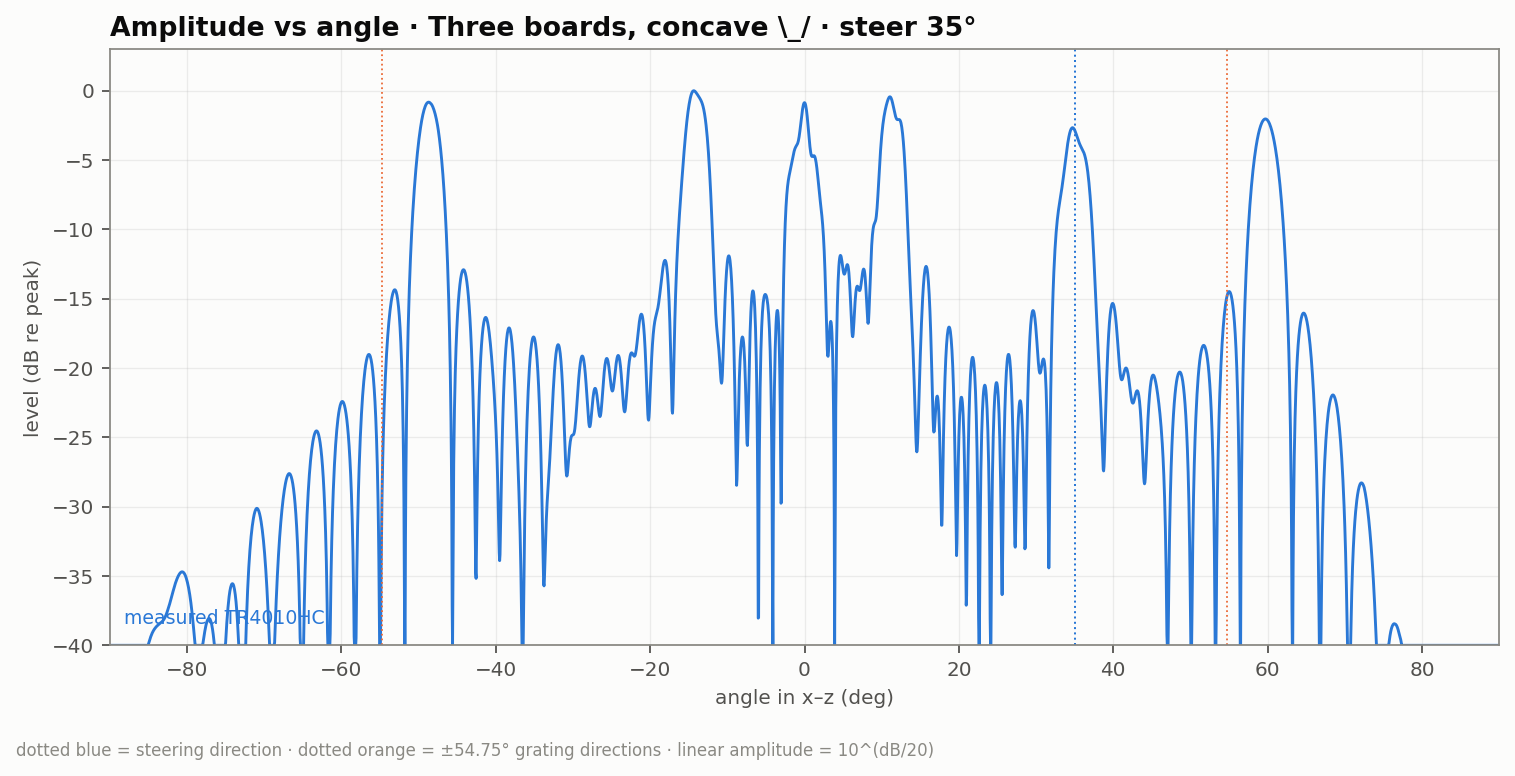 Amplitude vs angle · Three boards, concave \_/ · steer 35°
level (dB re peak)
0
−5
−10
−15
−20
−25
−30
−35
−40
measured TR4010HC
−80 −60 −40 −20 0 20 40 60 80
angle in x–z (deg)
dotted blue = steering direction · dotted orange = ±54.75° grating directions · linear amplitude = 10^(dB/20)